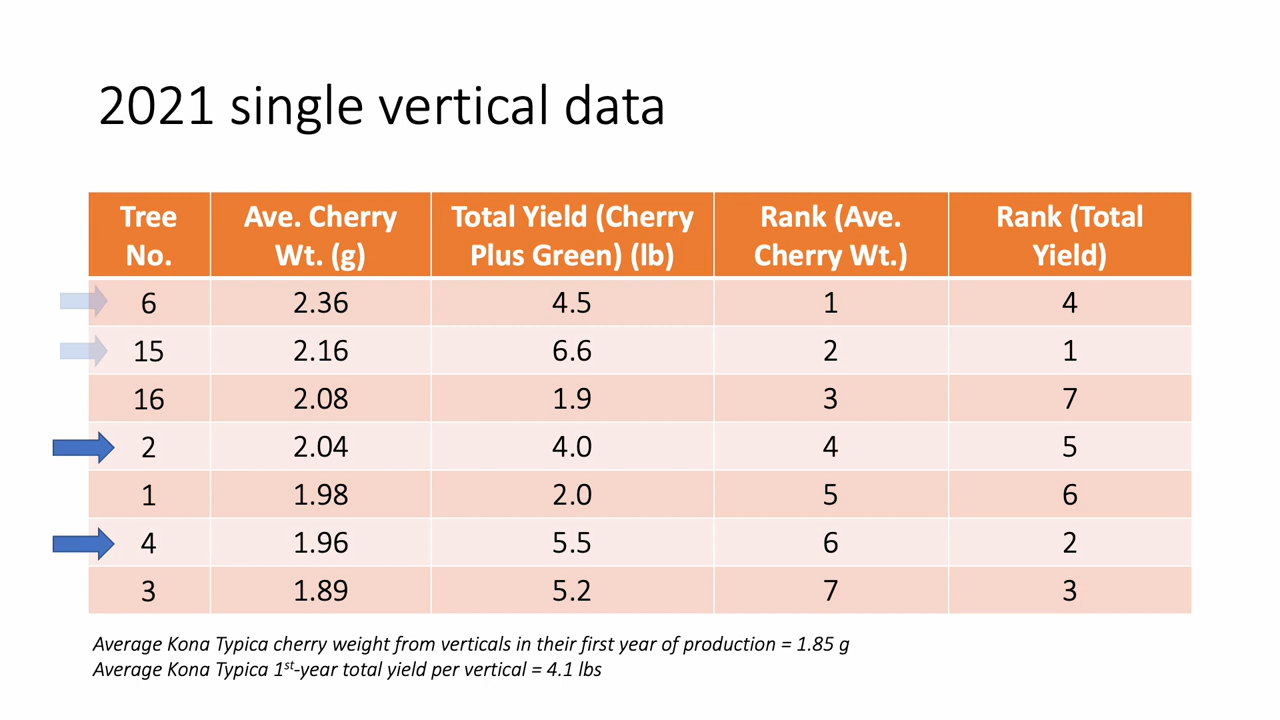 2021 single vertical data
Tree No. Ave. Cherry Wt. (g) Total Yield (Cherry Plus Green) (lb) Rank (Ave. Cherry Wt.) Rank (Total Yield)
6 2.36 4.5 1 4
15 2.16 6.6 2 1
16 2.08 1.9 3 7
2 2.04 4.0 4 5
1 1.98 2.0 5 6
4 1.96 5.5 6 2
3 1.89 5.2 7 3
Average Kona Typica cherry weight from verticals in their first year of production = 1.85 g
Average Kona Typica 1st-year total yield per vertical = 4.1 lbs